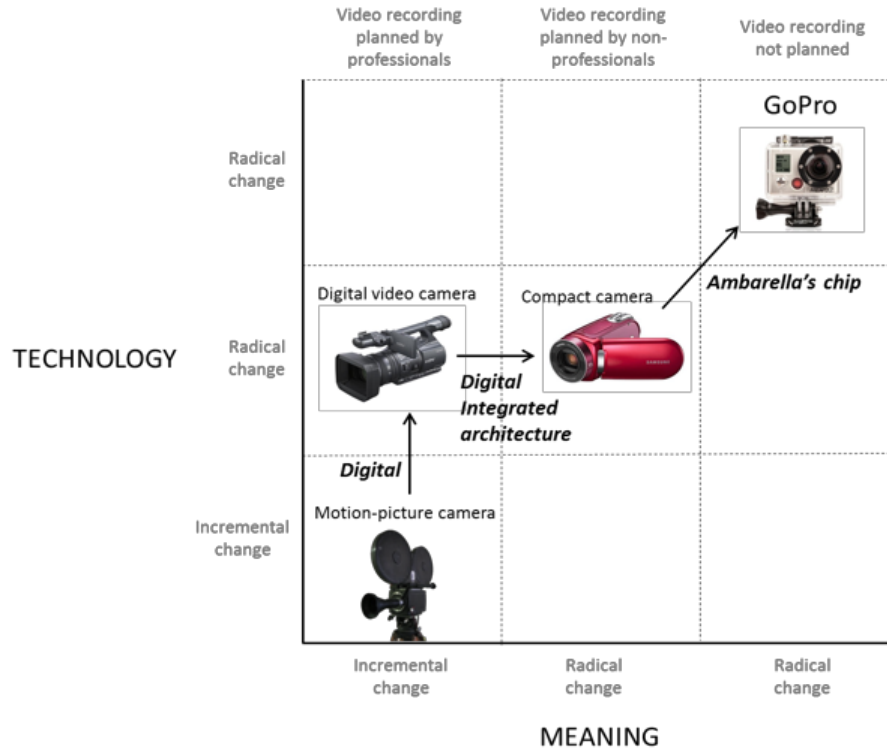 Video recording
planned by
professionals
Video recording
planned by non-
professionals
Video recording
not planned
GoPro
Radical
change
Ambarella's chip
Digital video camera
Compact camera
TECHNOLOGY
Radical
change
SAMSUNG
Digital
Integrated
architecture
Digital
Motion-picture camera
Incremental
change
Incremental
change
Radical
change
Radical
change
MEANING